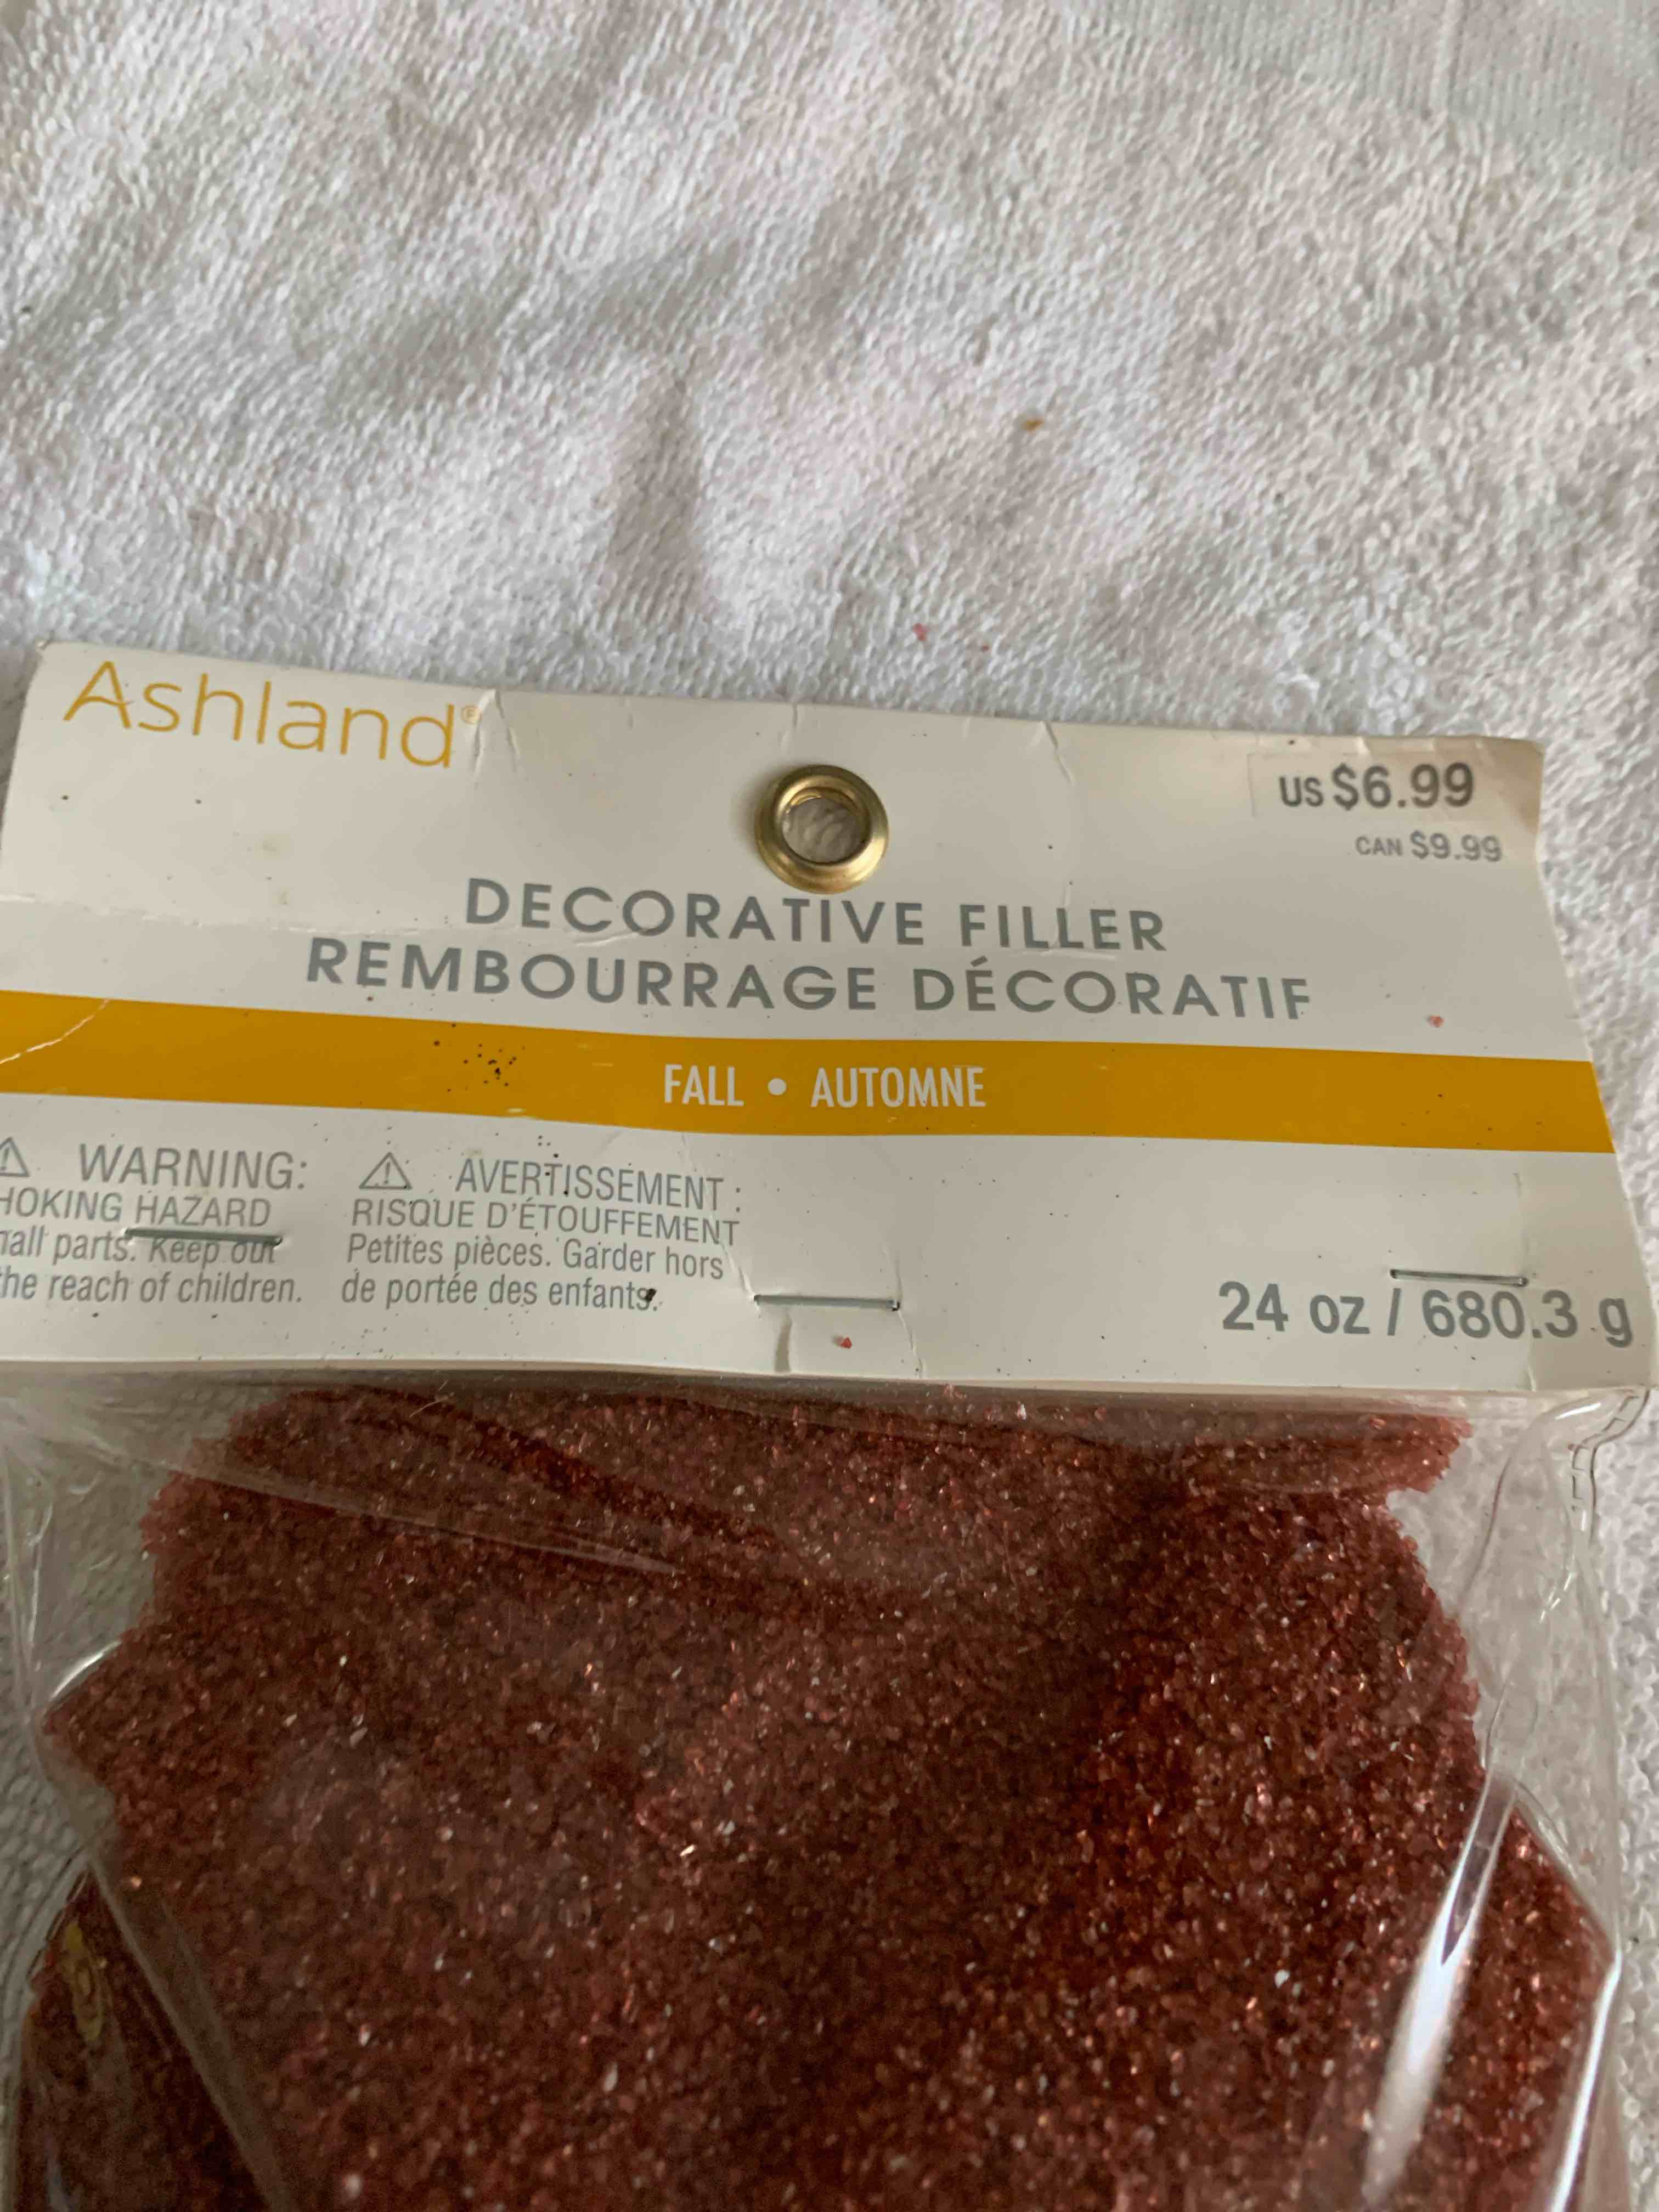 Ashland®
US $6.99
CAN $9.99
DECORATIVE FILLER
REMBOURRAGE DÉCORATIF
FALL • AUTOMNE
⚠ WARNING:
HOKING HAZARD
mall parts. Keep out
the reach of children.
⚠ AVERTISSEMENT :
RISQUE D'ÉTOUFFEMENT
Petites pièces. Garder hors
de portée des enfants.
24 oz / 680.3 g